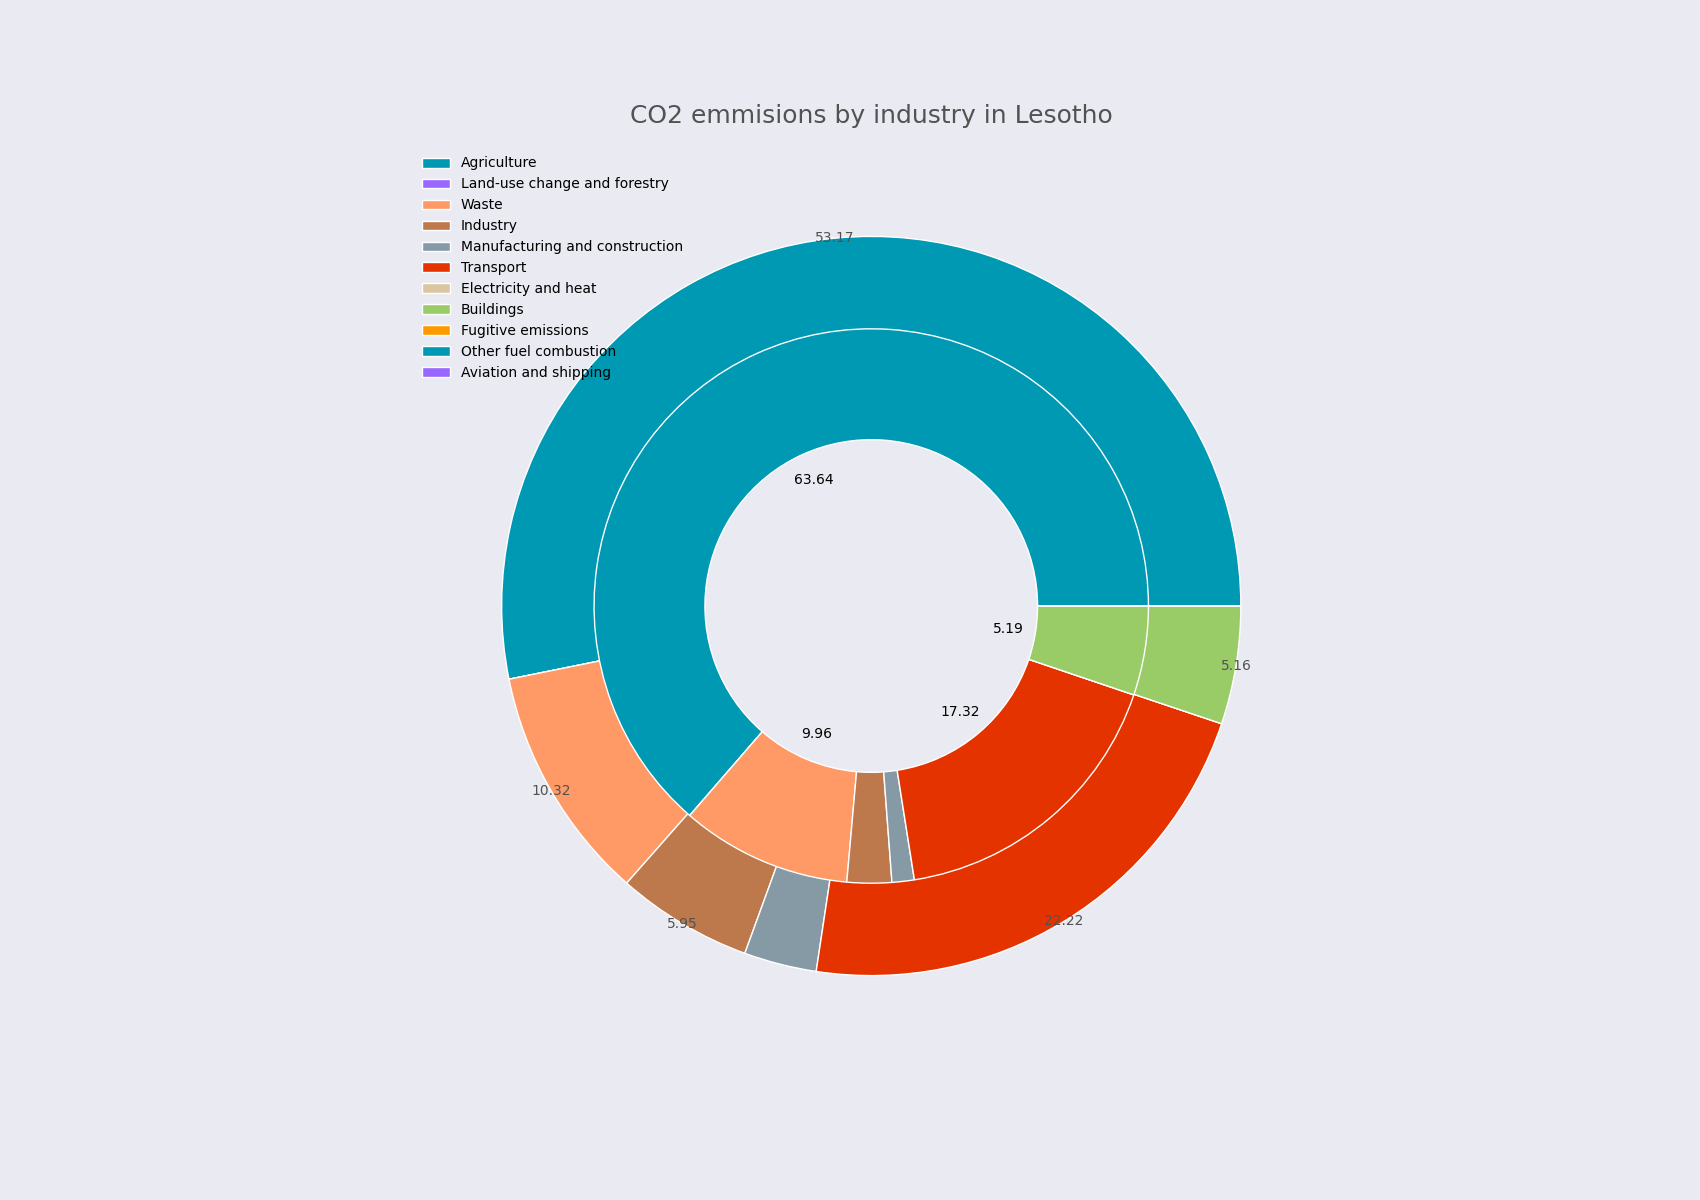 CO2 emmisions by industry in Lesotho
Agriculture
Land-use change and forestry
Waste
Industry
Manufacturing and construction
Transport
Electricity and heat
Buildings
Fugitive emissions
Other fuel combustion
Aviation and shipping
53.17
63.64
5.19
5.16
17.32
9.96
10.32
22.22
5.95